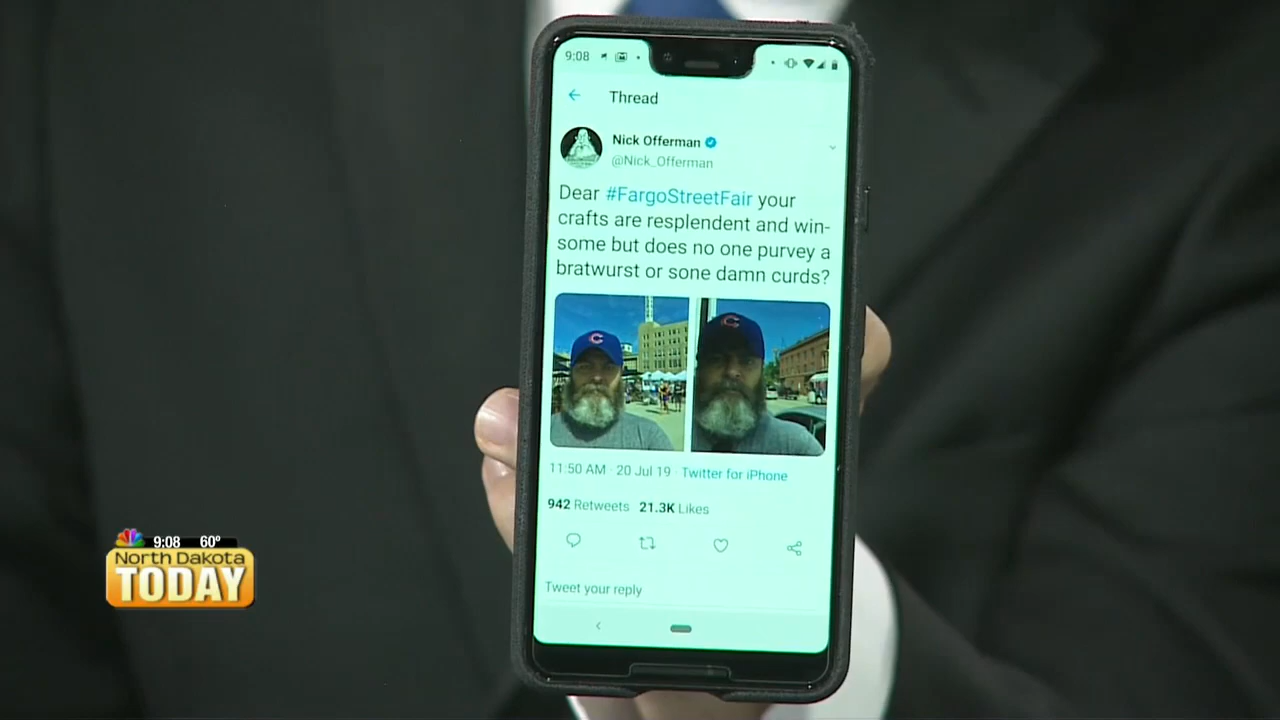 9:08
Thread
Nick Offerman
@Nick_Offerman
Dear #FargoStreetFair your
crafts are resplendent and win-
some but does no one purvey a
bratwurst or sone damn curds?
C
C
11:50 AM · 20 Jul 19 · Twitter for iPhone
942 Retweets 21.3K Likes
Tweet your reply
9:08 60°
North Dakota
TODAY